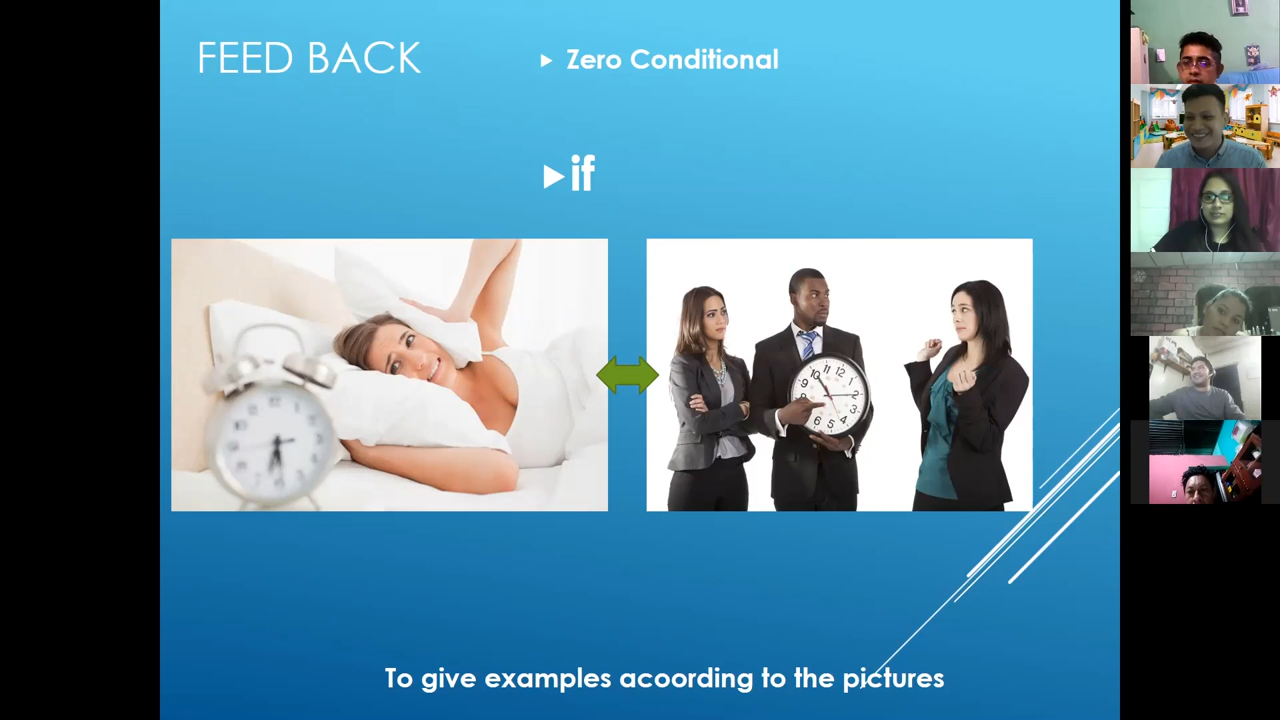 FEED BACK
Zero Conditional
if
To give examples acoording to the pictures